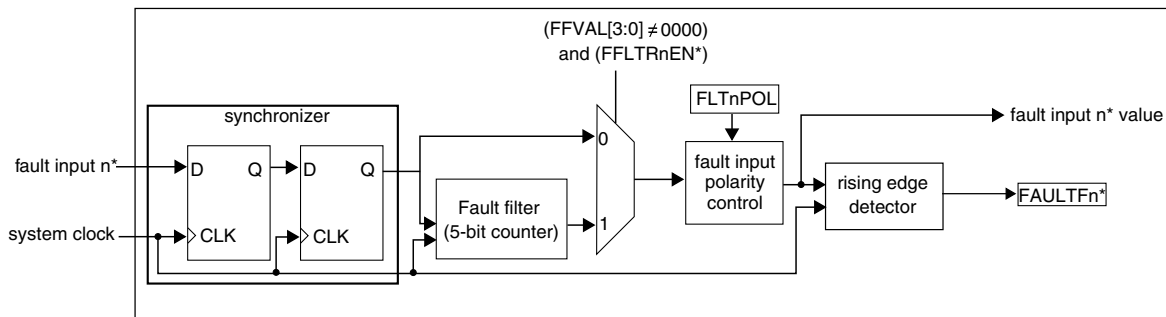 (FFVAL[3:0] ≠ 0000)
and (FFLTRnEN*)
FLTnPOL
synchronizer
fault input n* value
0
fault input n*
D
Q
D
Q
fault input
polarity
control
rising edge
detector
FAULTFn*
Fault filter
(5-bit counter)
1
system clock
CLK
CLK